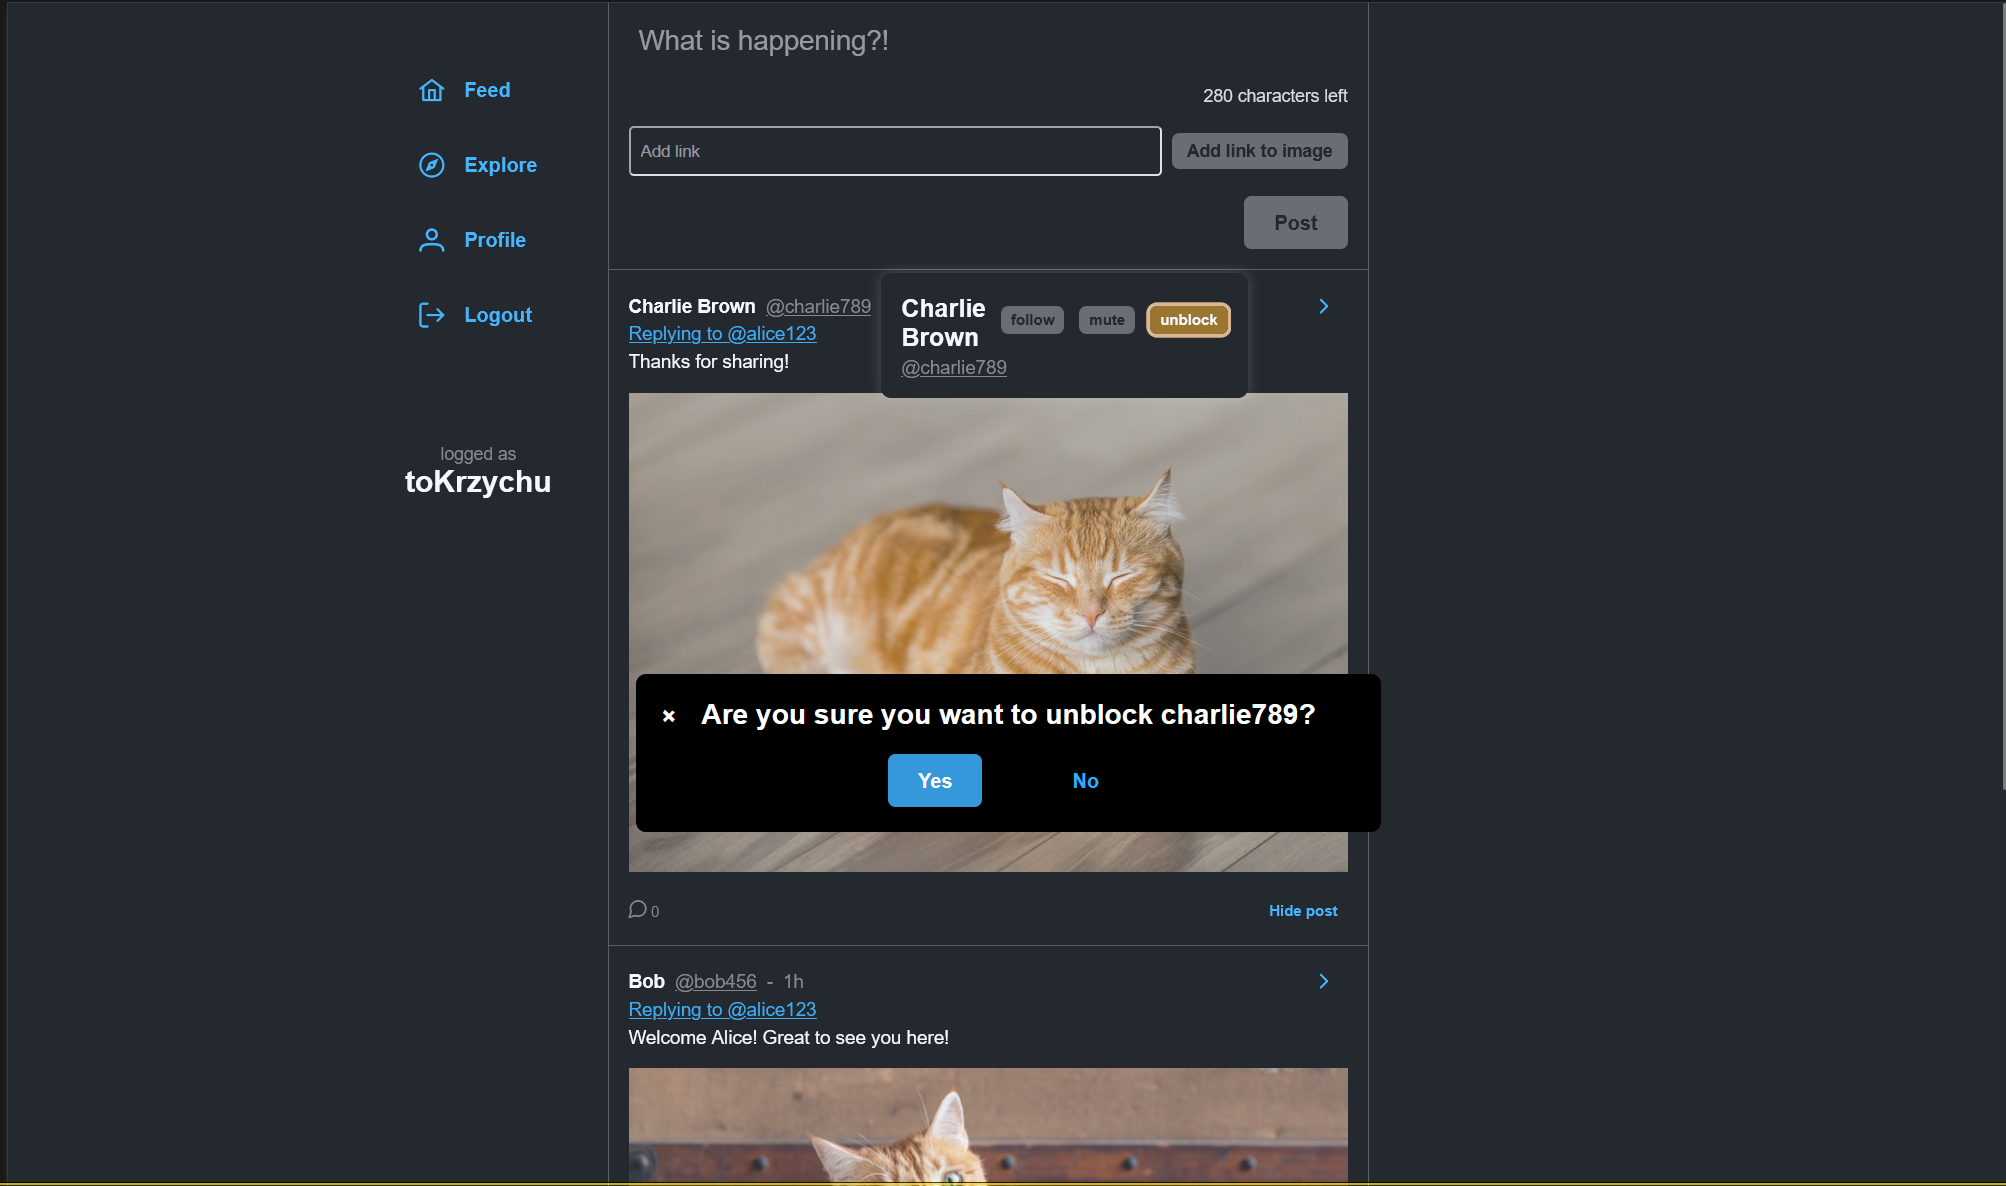 Feed
Explore
Profile
Logout
logged as
toKrzychu
What is happening?!
280 characters left
Add link
Add link to image
Post
Charlie Brown @charlie789
Replying to @alice123
Thanks for sharing!
Charlie
Brown
@charlie789
follow
mute
unblock
× Are you sure you want to unblock charlie789?
Yes
No
0
Hide post
Bob @bob456 - 1h
Replying to @alice123
Welcome Alice! Great to see you here!